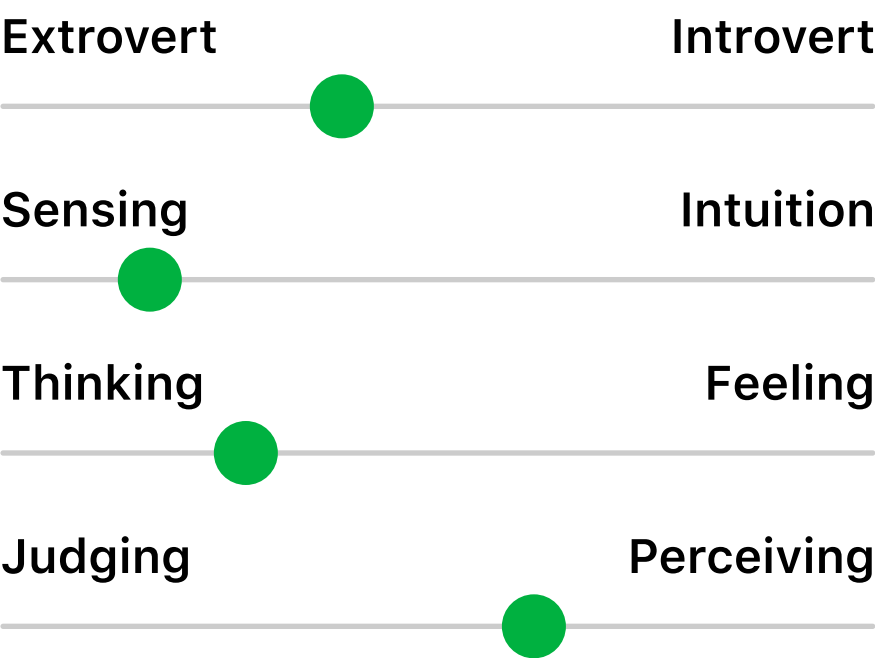 Extrovert Introvert
Sensing Intuition
Thinking Feeling
Judging Perceiving